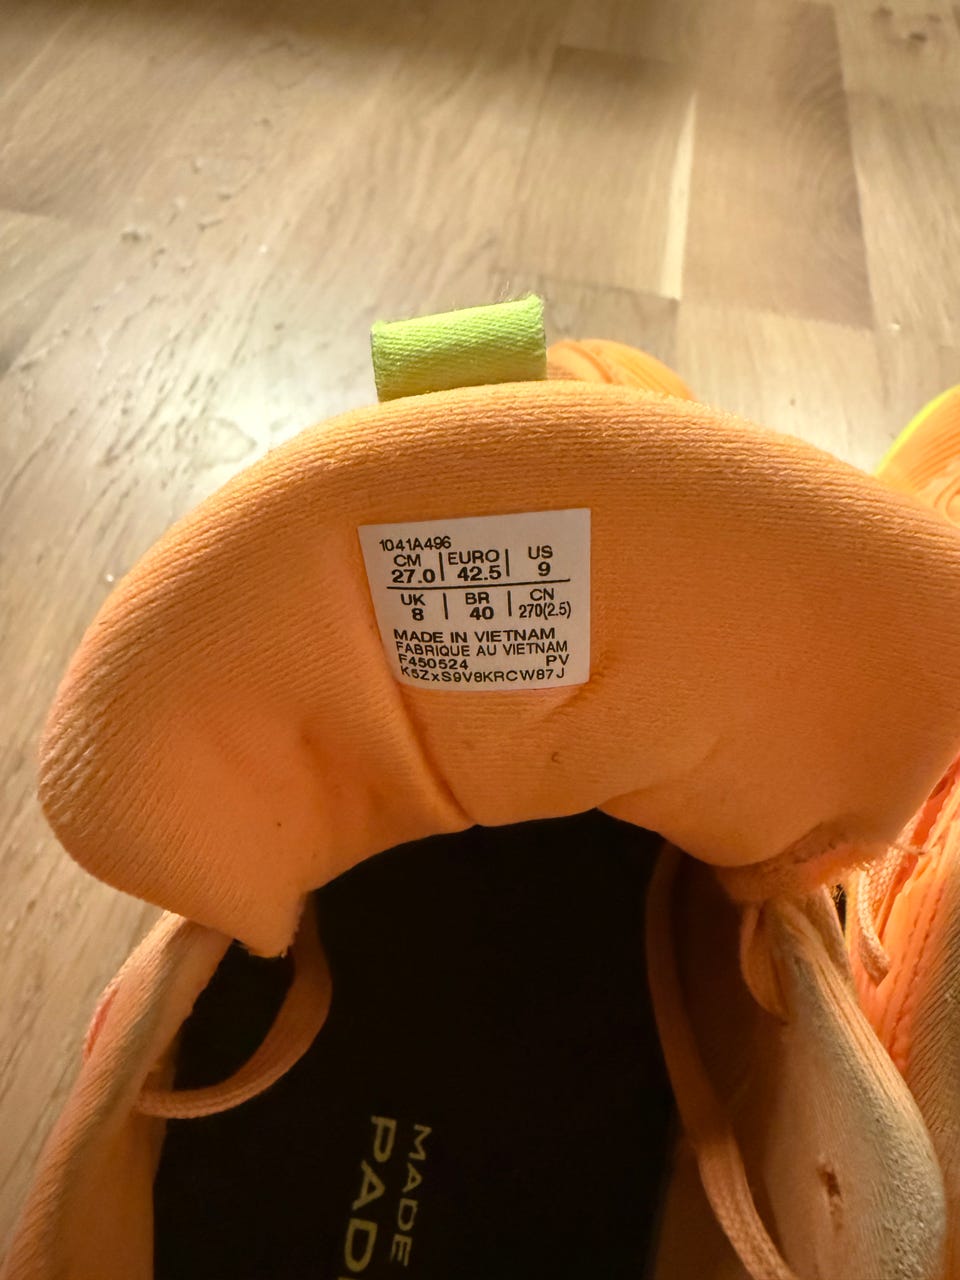 1041A496
CM | EURO | US
27.0 | 42.5 | 9
UK | BR | CN
8 | 40 | 270(2.5)
MADE IN VIETNAM
FABRIQUE AU VIETNAM
F450524 PV
K5ZxS9V8KRCW87J
MADE
PADE